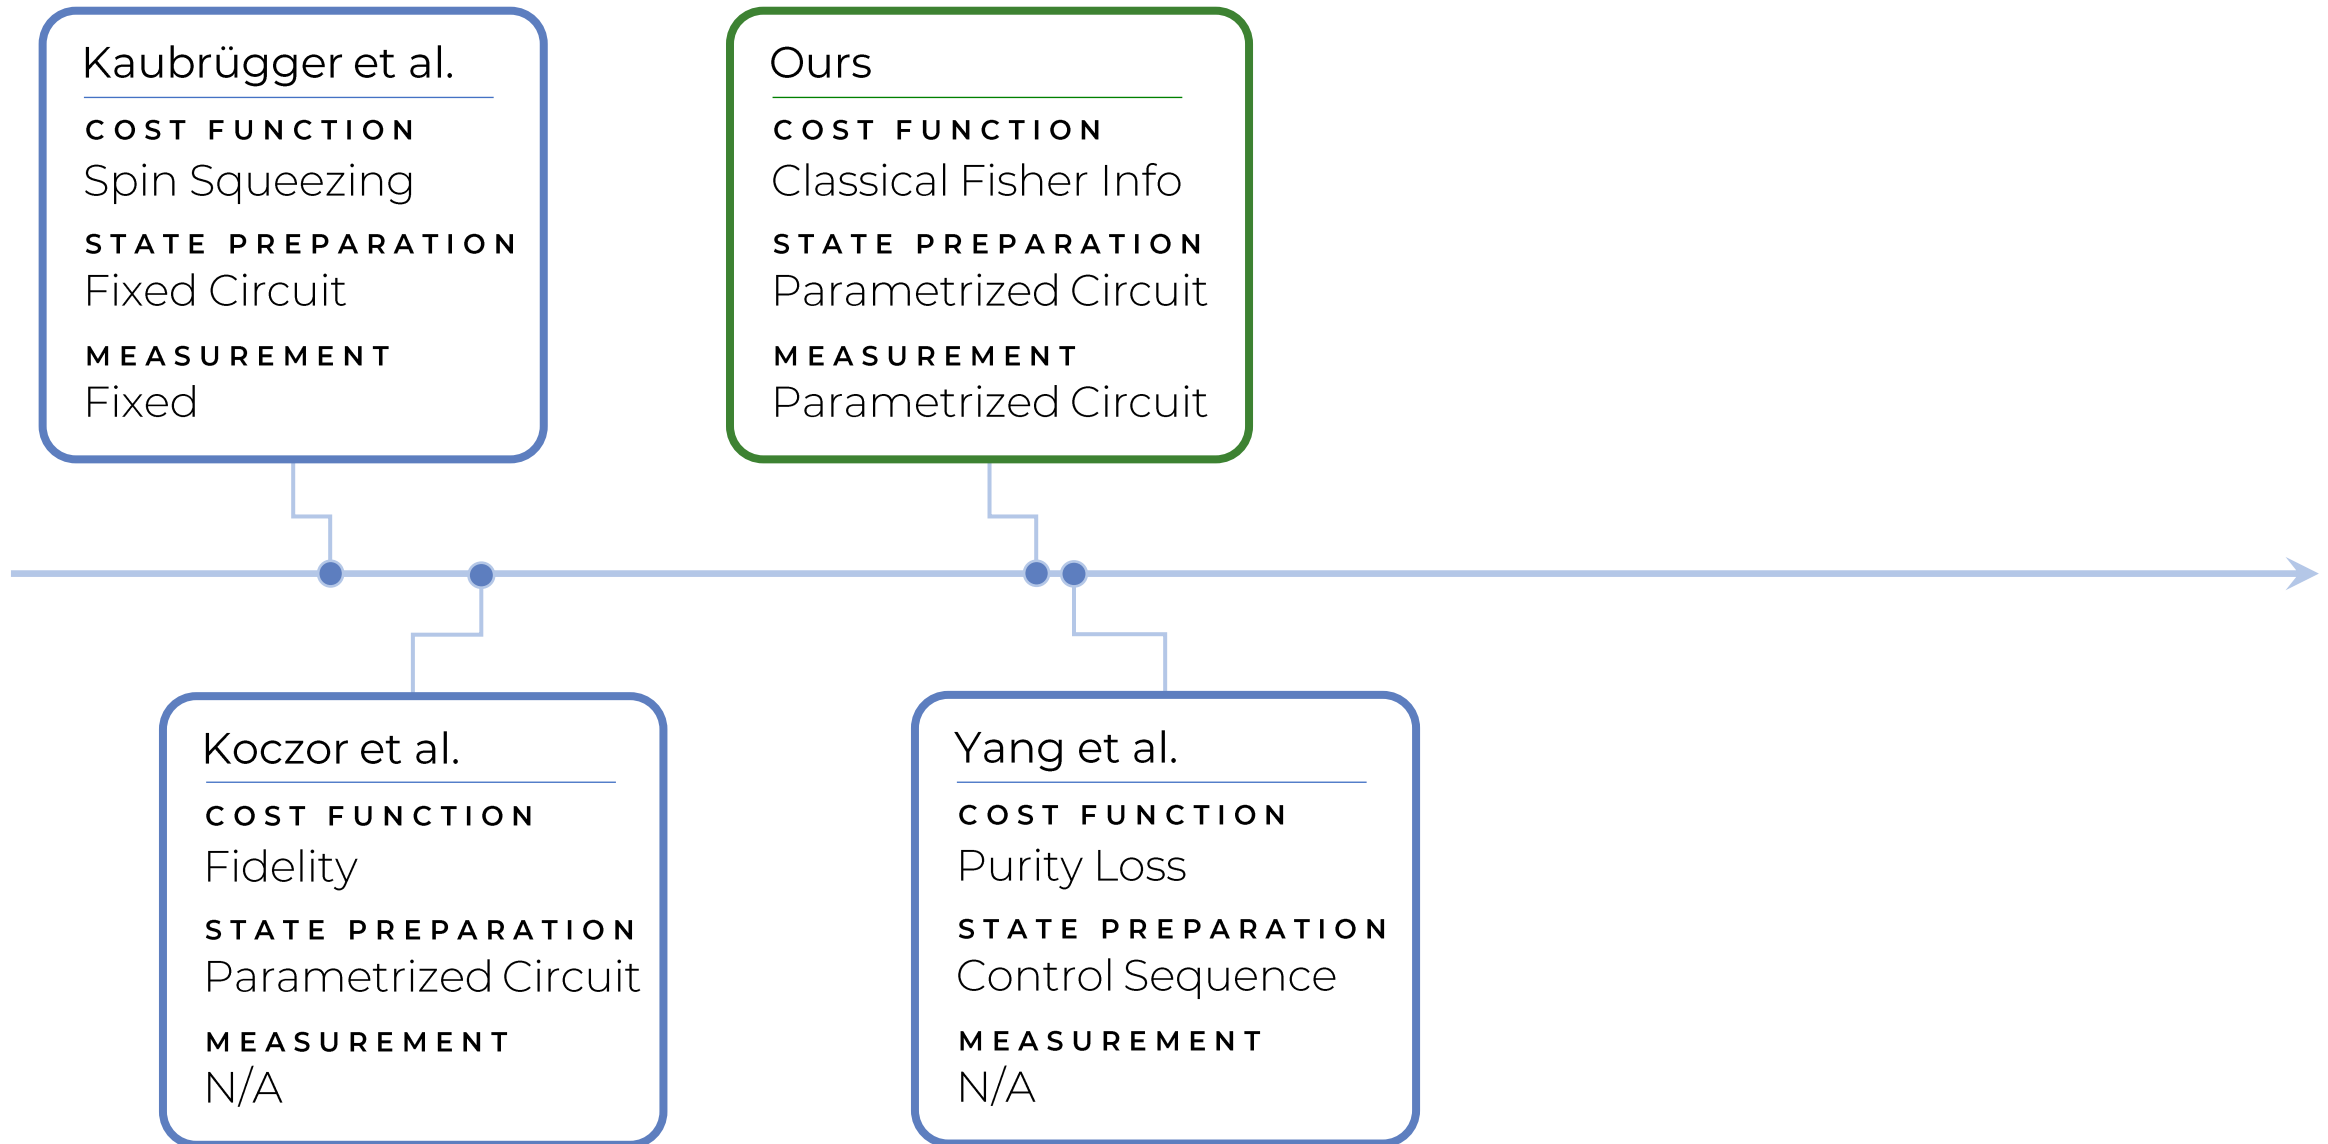 Kaubrügger et al.
COST FUNCTION
Spin Squeezing
STATE PREPARATION
Fixed Circuit
MEASUREMENT
Fixed
Ours
COST FUNCTION
Classical Fisher Info
STATE PREPARATION
Parametrized Circuit
MEASUREMENT
Parametrized Circuit
Koczor et al.
COST FUNCTION
Fidelity
STATE PREPARATION
Parametrized Circuit
MEASUREMENT
N/A
Yang et al.
COST FUNCTION
Purity Loss
STATE PREPARATION
Control Sequence
MEASUREMENT
N/A